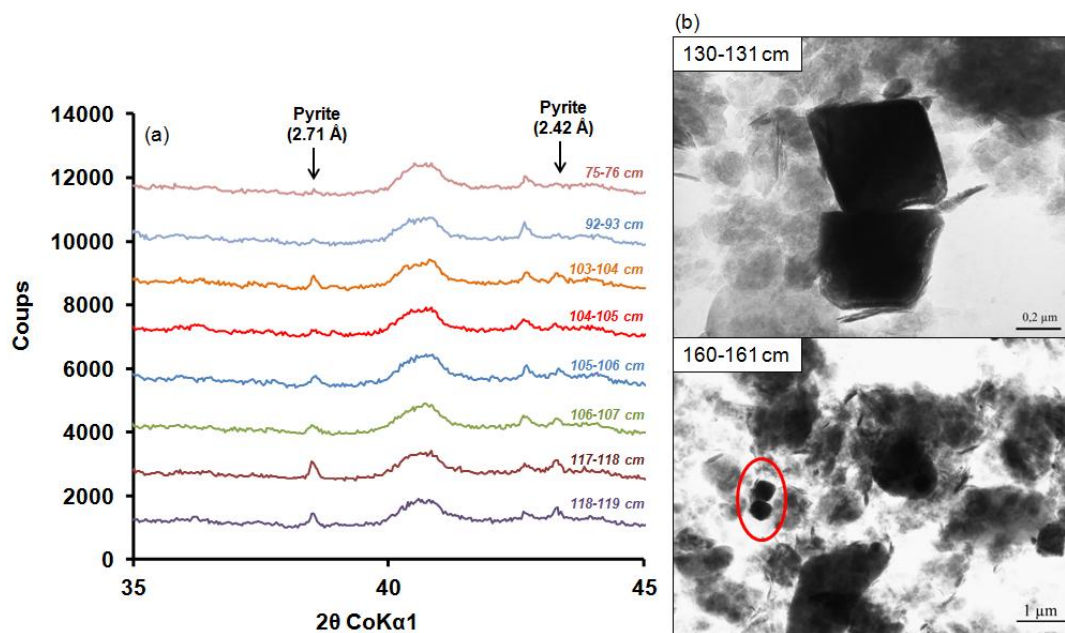 (a)
Pyrite
(2.71 Å)
Pyrite
(2.42 Å)
14000
12000
10000
8000
6000
4000
2000
0
Coups
75-76 cm
92-93 cm
103-104 cm
104-105 cm
105-106 cm
106-107 cm
117-118 cm
118-119 cm
35
40
45
2θ CoKα1
(b)
130-131 cm
0,2 µm
160-161 cm
1 µm